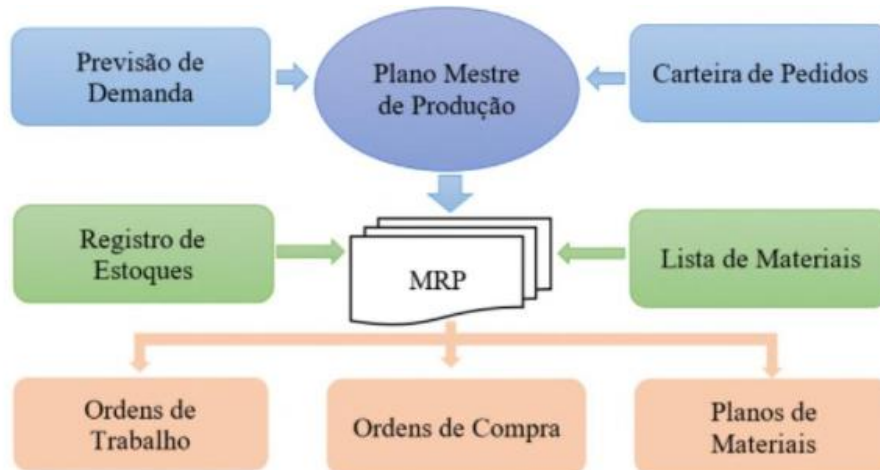 Previsão de
Demanda
Plano Mestre
de Produção
Carteira de Pedidos
Registro de
Estoques
MRP
Lista de Materiais
Ordens de
Trabalho
Ordens de Compra
Planos de
Materiais